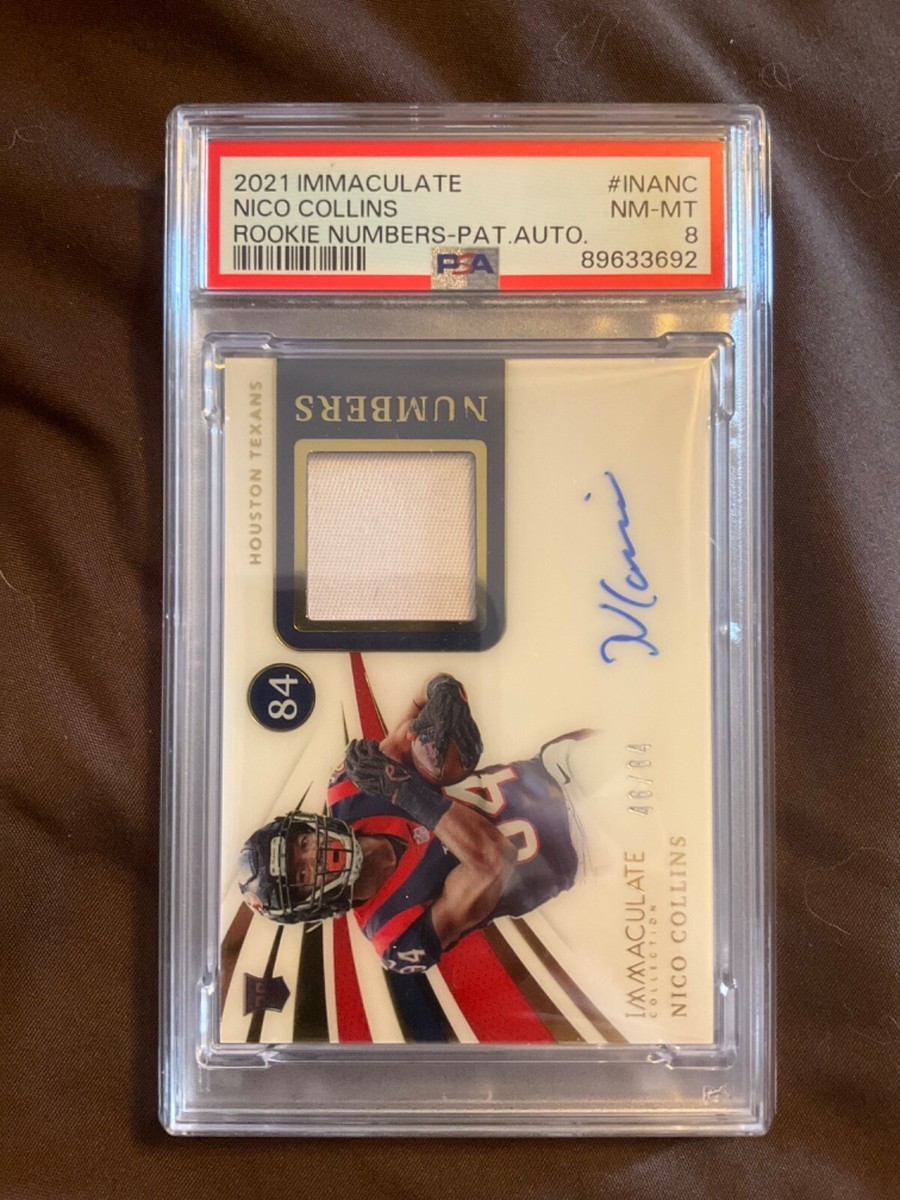 2021 IMMACULATE #INANC
NICO COLLINS NM-MT
ROOKIE NUMBERS-PAT.AUTO. 8
PSA 89633692
HOUSTON TEXANS
NUMBERS
84
46/84
IMMACULATE
COLLECTION
NICO COLLINS